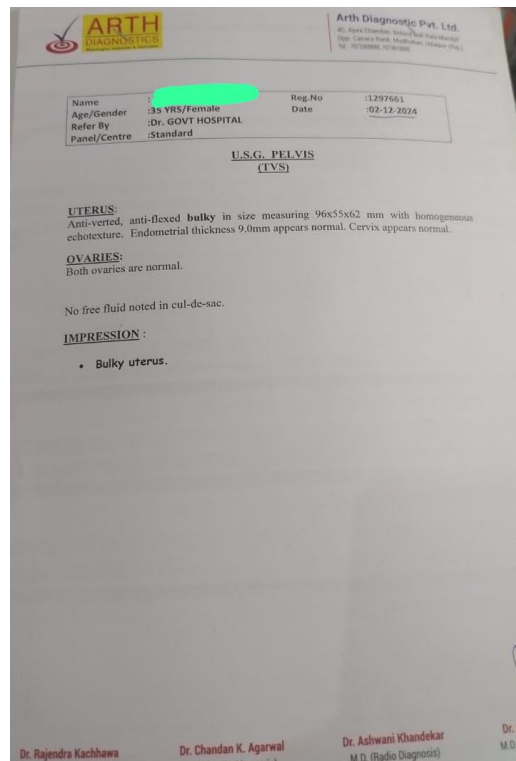 ARTH
DIAGNOSTICS
Arth Diagnostic Pvt. Ltd.
Name :
Age/Gender :35 YRS/Female
Refer By :Dr. GOVT HOSPITAL
Panel/Centre :Standard
Reg.No :1297661
Date :02-12-2024
U.S.G. PELVIS
(TVS)
UTERUS:
Anti-verted, anti-flexed bulky in size measuring 96x55x62 mm with homogeneous
echotexture. Endometrial thickness 9.0mm appears normal. Cervix appears normal.
OVARIES:
Both ovaries are normal.
No free fluid noted in cul-de-sac.
IMPRESSION :
• Bulky uterus.
Dr. Rajendra Kachhawa
Dr. Chandan K. Agarwal
Dr. Ashwani Khandekar
M.D. (Radio Diagnosis)
Dr.
M.D